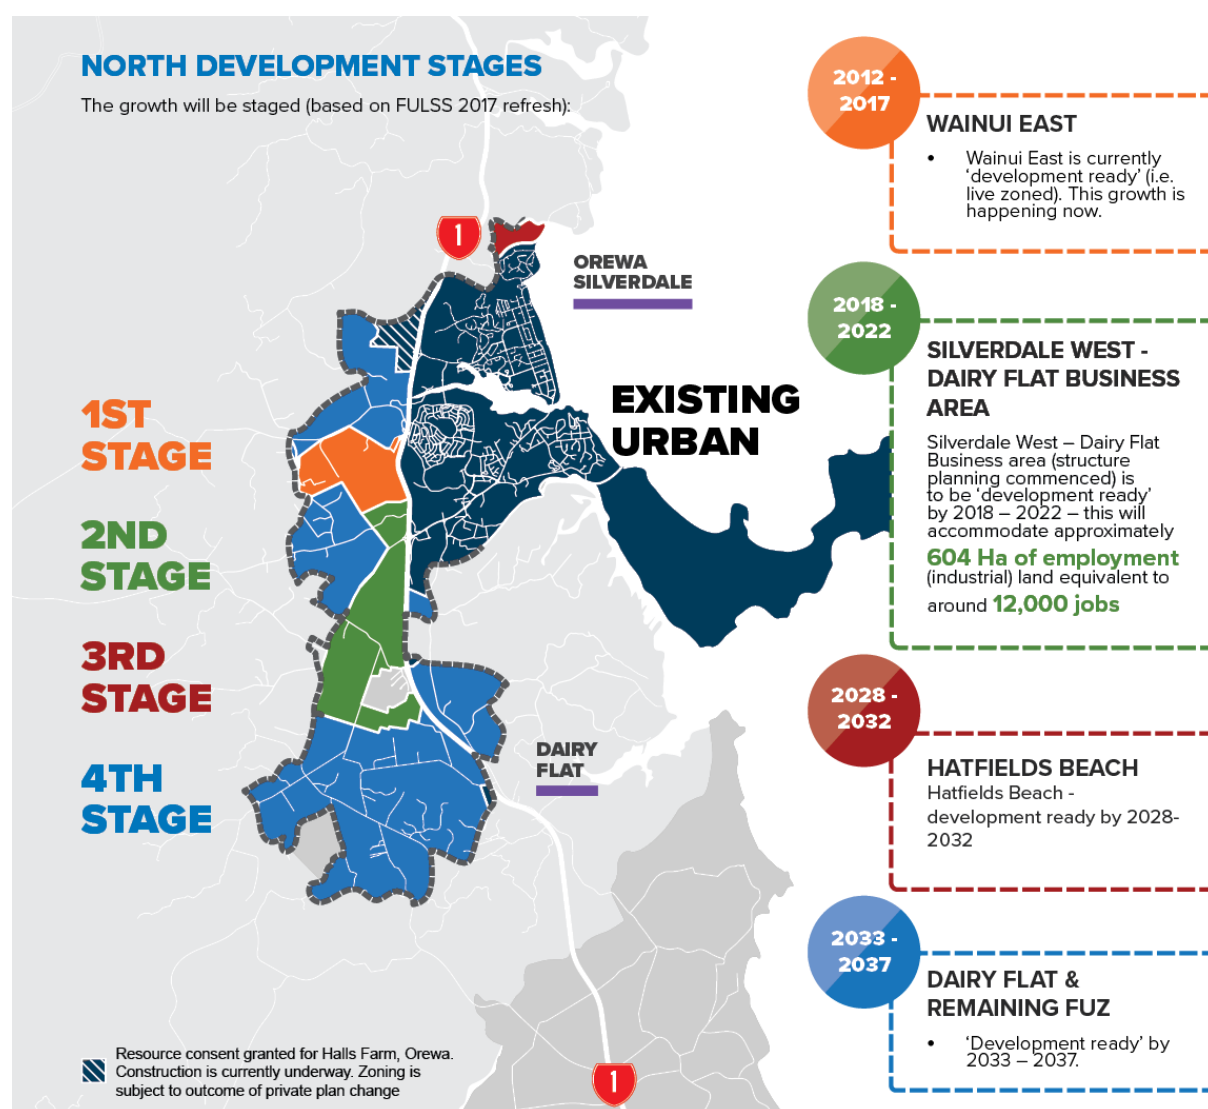 NORTH DEVELOPMENT STAGES
The growth will be staged (based on FULSS 2017 refresh):
1
OREWA
SILVERDALE
EXISTING
URBAN
1ST
STAGE
2ND
STAGE
3RD
STAGE
4TH
STAGE
DAIRY
FLAT
1
Resource consent granted for Halls Farm, Orewa.
Construction is currently underway. Zoning is
subject to outcome of private plan change
2012 -
2017
WAINUI EAST
• Wainui East is currently
‘development ready’ (i.e.
live zoned). This growth is
happening now.
2018 -
2022
SILVERDALE WEST -
DAIRY FLAT BUSINESS
AREA
Silverdale West – Dairy Flat
Business area (structure
planning commenced) is
to be ‘development ready’
by 2018 – 2022 – this will
accommodate approximately
604 Ha of employment
(industrial) land equivalent to
around 12,000 jobs
2028 -
2032
HATFIELDS BEACH
Hatfields Beach -
development ready by 2028-
2032
2033 -
2037
DAIRY FLAT &
REMAINING FUZ
• ‘Development ready’ by
2033 – 2037.